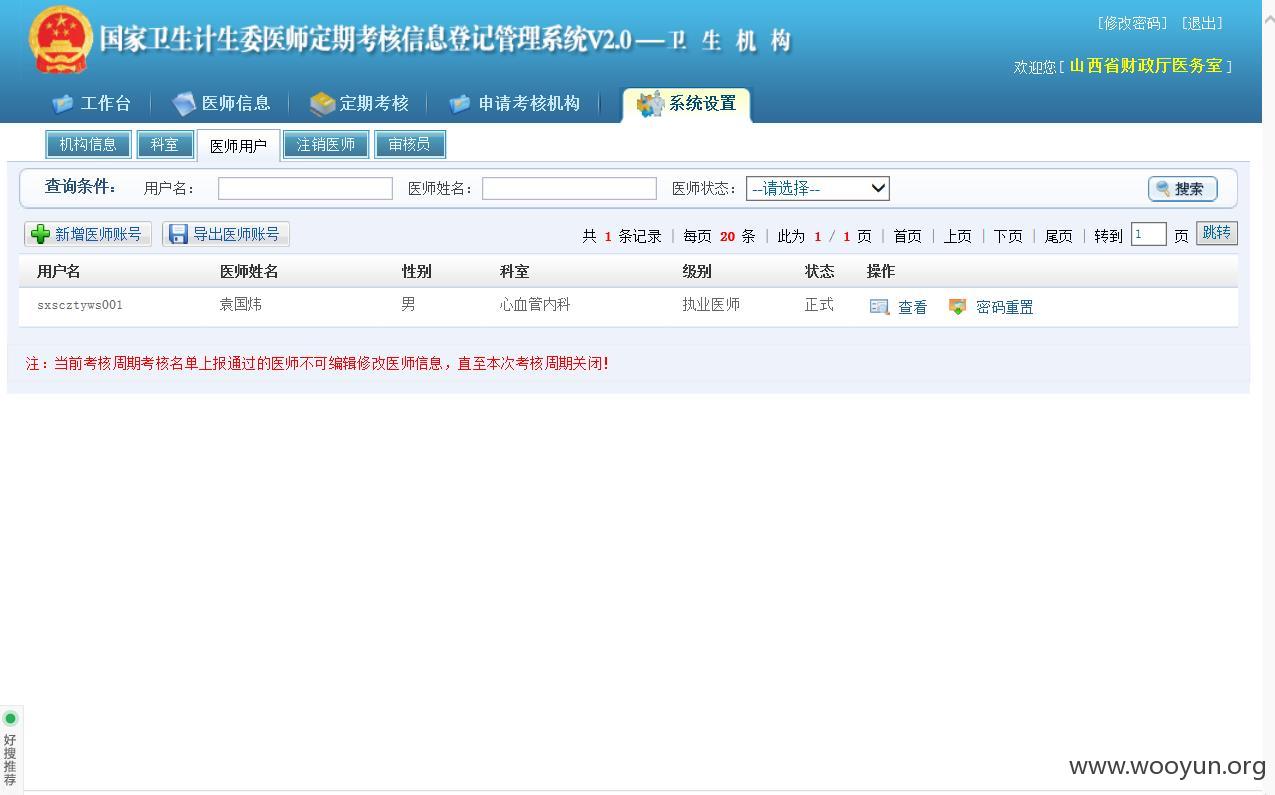 国家卫生计生委医师定期考核信息登记管理系统V2.0—卫 生 机 构
[修改密码] [退出]
欢迎您[ 山西省财政厅医务室 ]
工作台 医师信息 定期考核 申请考核机构 系统设置
机构信息 科室 医师用户 注销医师 审核员
查询条件： 用户名： 医师姓名： 医师状态： --请选择-- 搜索
新增医师账号 导出医师账号 共 1 条记录 | 每页 20 条 | 此为 1 / 1 页 | 首页 | 上页 | 下页 | 尾页 | 转到 1 页 跳转
用户名 医师姓名 性别 科室 级别 状态 操作
sxscztyws001 袁国炜 男 心血管内科 执业医师 正式 查看 密码重置
注：当前考核周期考核名单上报通过的医师不可编辑修改医师信息，直至本次考核周期关闭！
好搜推荐
www.wooyun.org